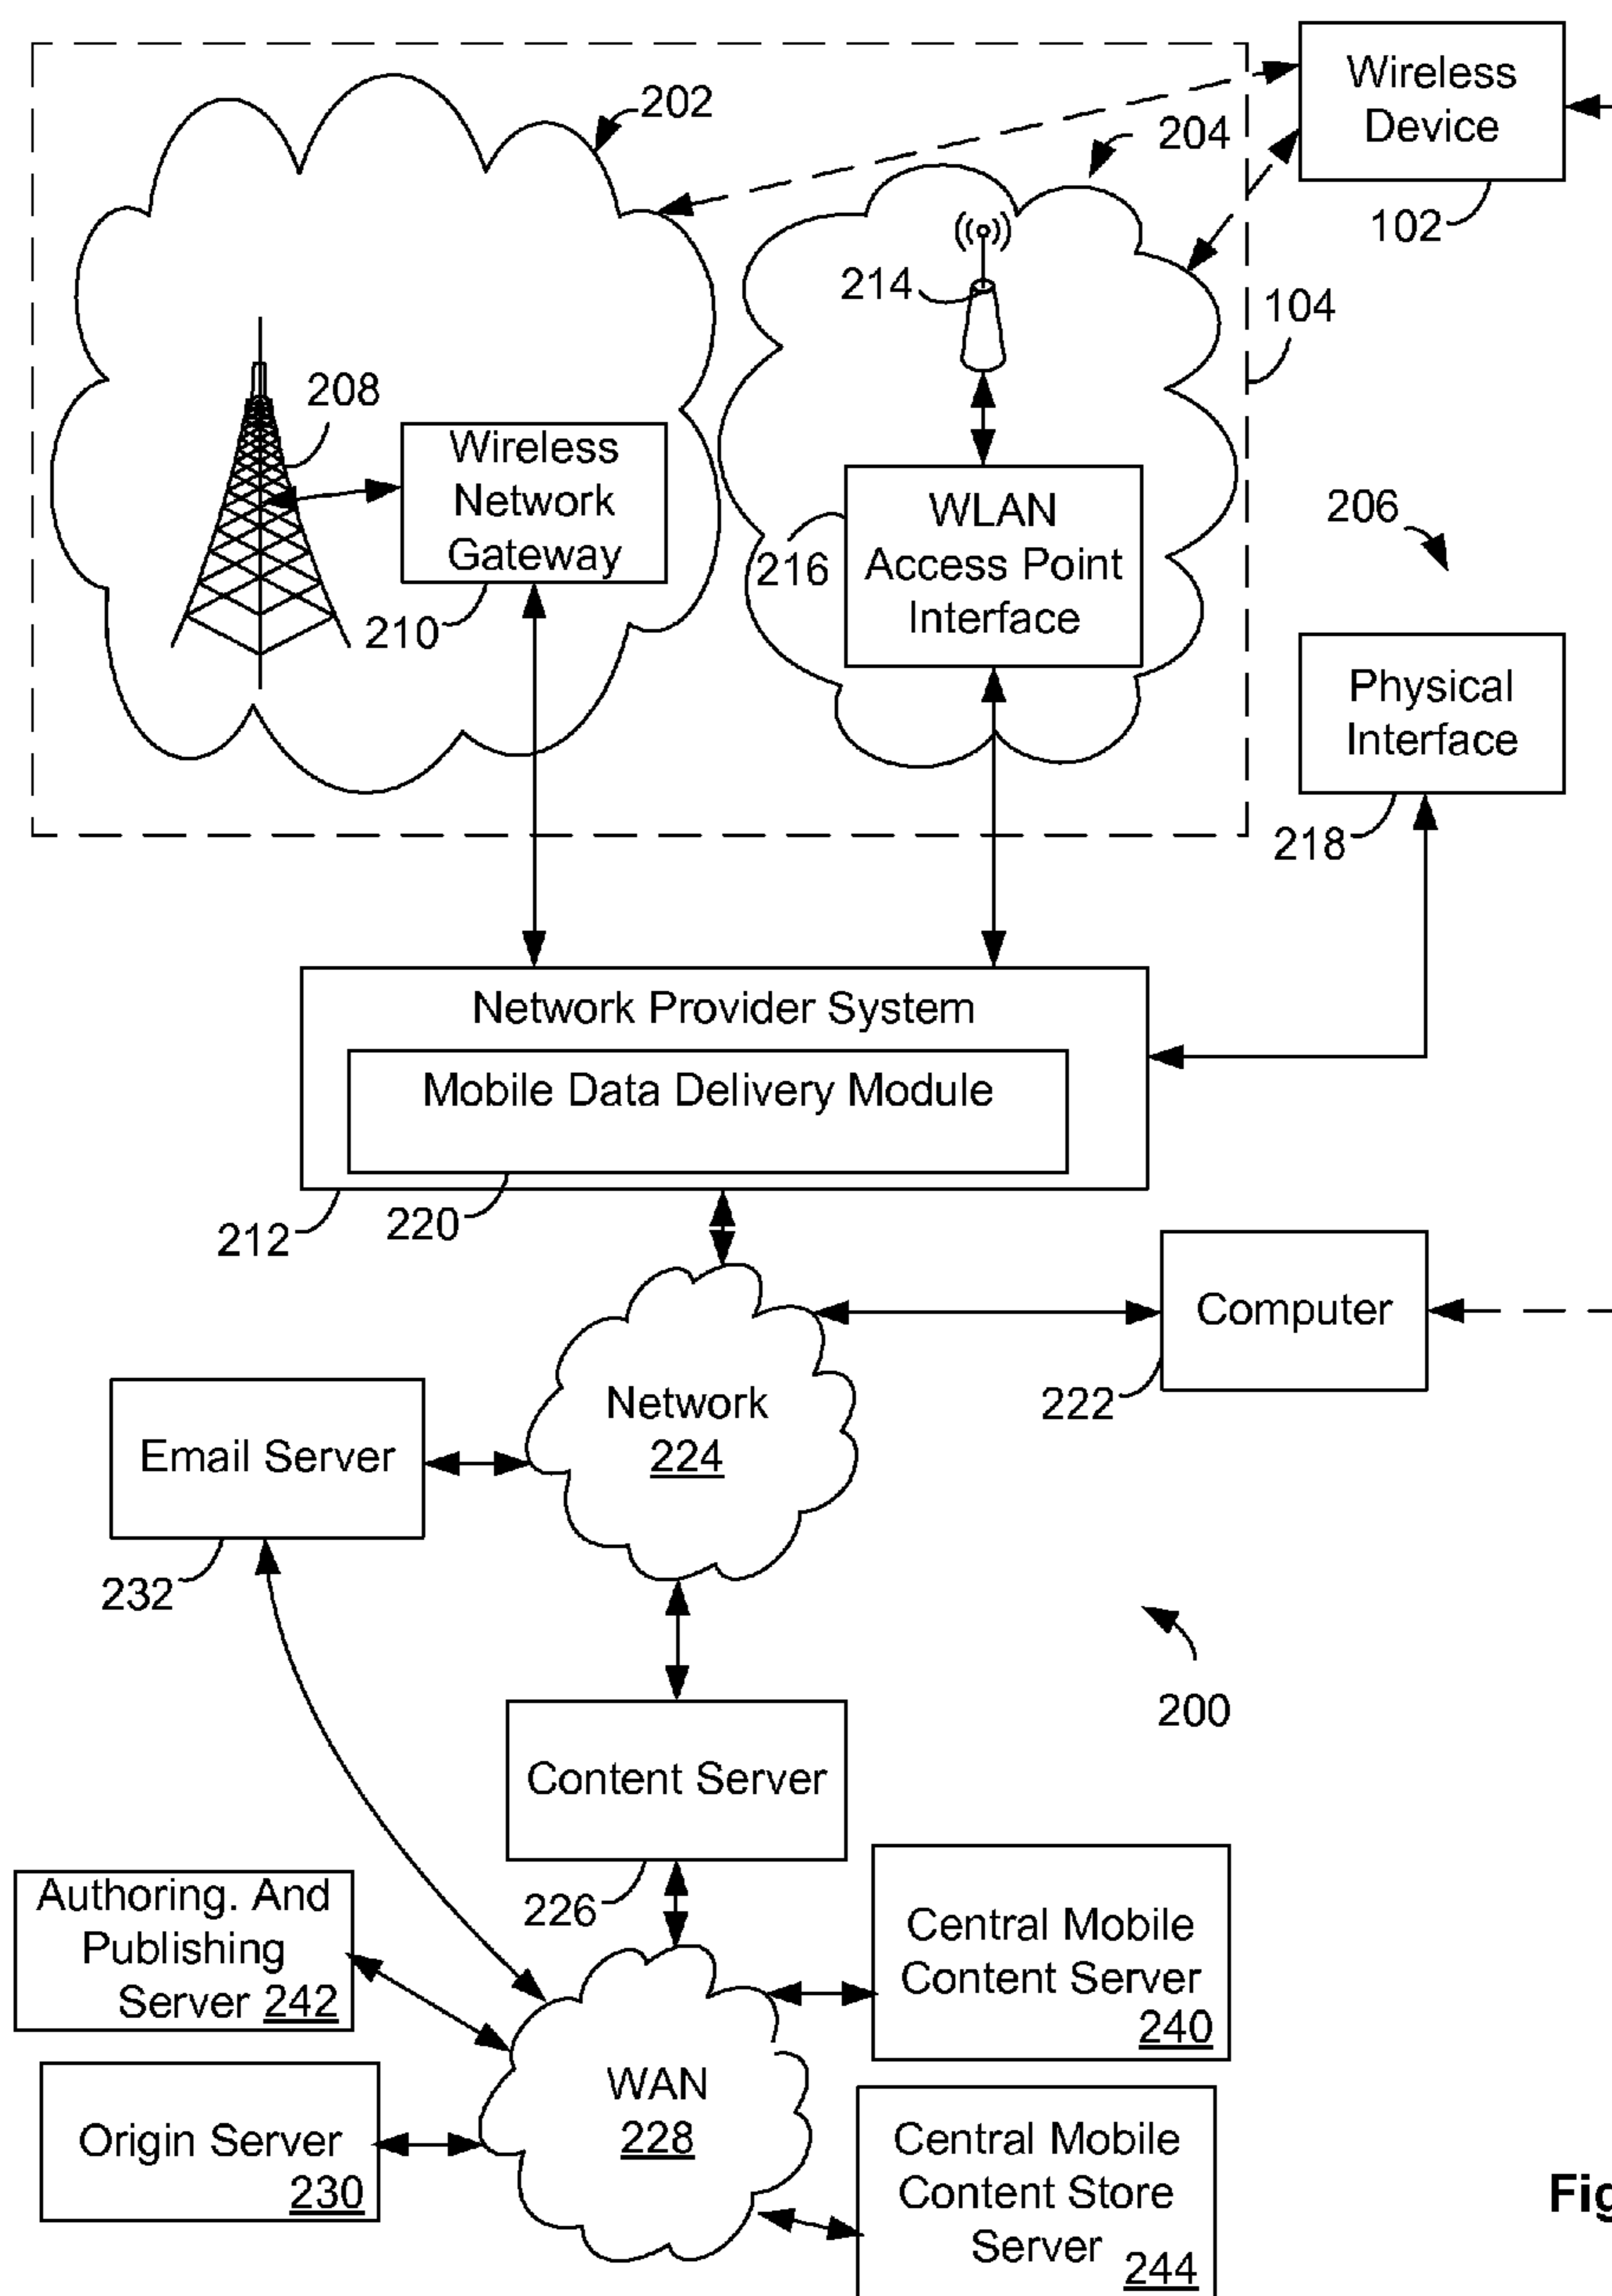 Wireless
Device
102
202
204
214
104
208
Wireless
Network
Gateway
210
WLAN
Access Point
Interface
216
206
Physical
Interface
218
Network Provider System
Mobile Data Delivery Module
212
220
Computer
222
Network
224
Email Server
232
200
Content Server
226
Authoring. And
Publishing
Server 242
Central Mobile
Content Server
240
WAN
228
Origin Server
230
Central Mobile
Content Store
Server
244
Fig